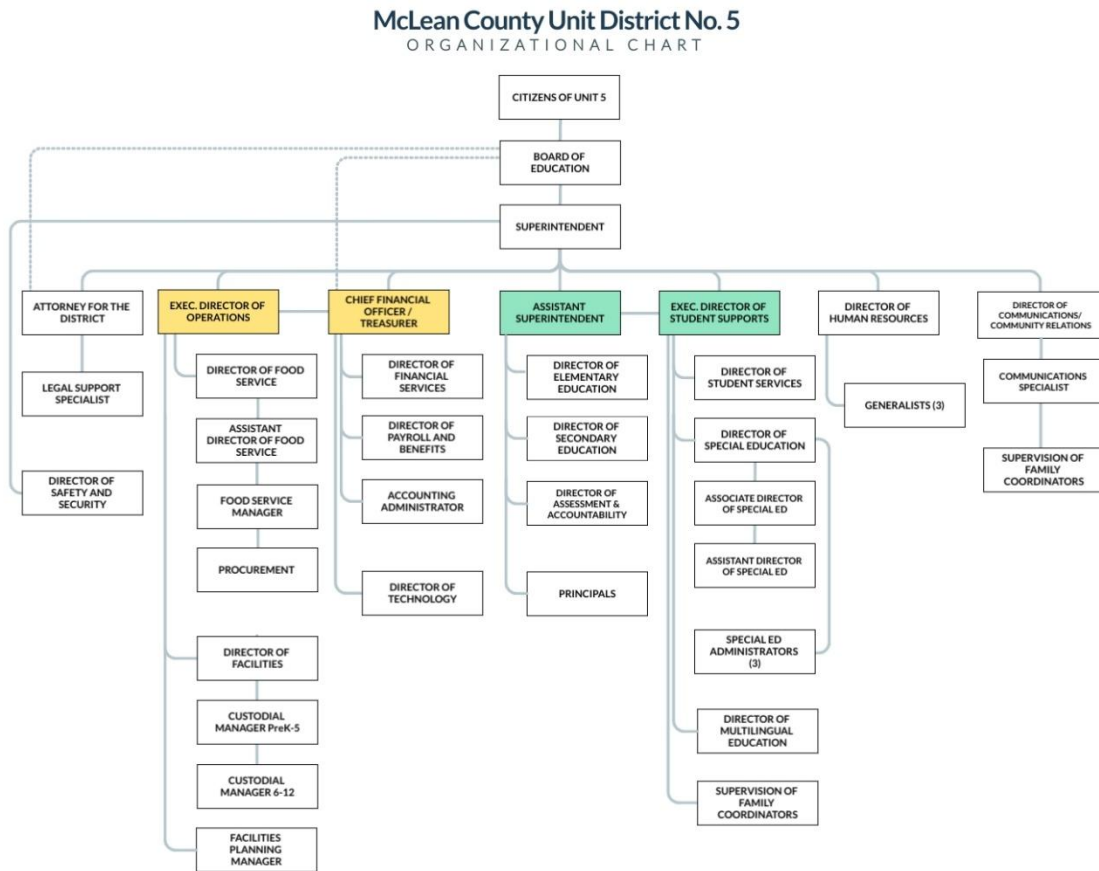 McLean County Unit District No. 5
ORGANIZATIONAL CHART
CITIZENS OF UNIT 5
BOARD OF
EDUCATION
SUPERINTENDENT
ATTORNEY FOR THE
DISTRICT
EXEC. DIRECTOR OF
OPERATIONS
CHIEF FINANCIAL
OFFICER /
TREASURER
ASSISTANT
SUPERINTENDENT
EXEC. DIRECTOR OF
STUDENT SUPPORTS
DIRECTOR OF
HUMAN RESOURCES
DIRECTOR OF
COMMUNICATIONS/
COMMUNITY RELATIONS
LEGAL SUPPORT
SPECIALIST
DIRECTOR OF
SAFETY AND
SECURITY
DIRECTOR OF FOOD
SERVICE
ASSISTANT
DIRECTOR OF FOOD
SERVICE
FOOD SERVICE
MANAGER
PROCUREMENT
DIRECTOR OF
FACILITIES
CUSTODIAL
MANAGER PreK-5
CUSTODIAL
MANAGER 6-12
FACILITIES
PLANNING
MANAGER
DIRECTOR OF
FINANCIAL
SERVICES
DIRECTOR OF
PAYROLL AND
BENEFITS
ACCOUNTING
ADMINISTRATOR
DIRECTOR OF
TECHNOLOGY
DIRECTOR OF
ELEMENTARY
EDUCATION
DIRECTOR OF
SECONDARY
EDUCATION
DIRECTOR OF
ASSESSMENT &
ACCOUNTABILITY
PRINCIPALS
DIRECTOR OF
STUDENT SERVICES
DIRECTOR OF
SPECIAL EDUCATION
ASSOCIATE DIRECTOR
OF SPECIAL ED
ASSISTANT DIRECTOR
OF SPECIAL ED
SPECIAL ED
ADMINISTRATORS
(3)
DIRECTOR OF
MULTILINGUAL
EDUCATION
SUPERVISION OF
FAMILY
COORDINATORS
GENERALISTS (3)
COMMUNICATIONS
SPECIALIST
SUPERVISION OF
FAMILY
COORDINATORS